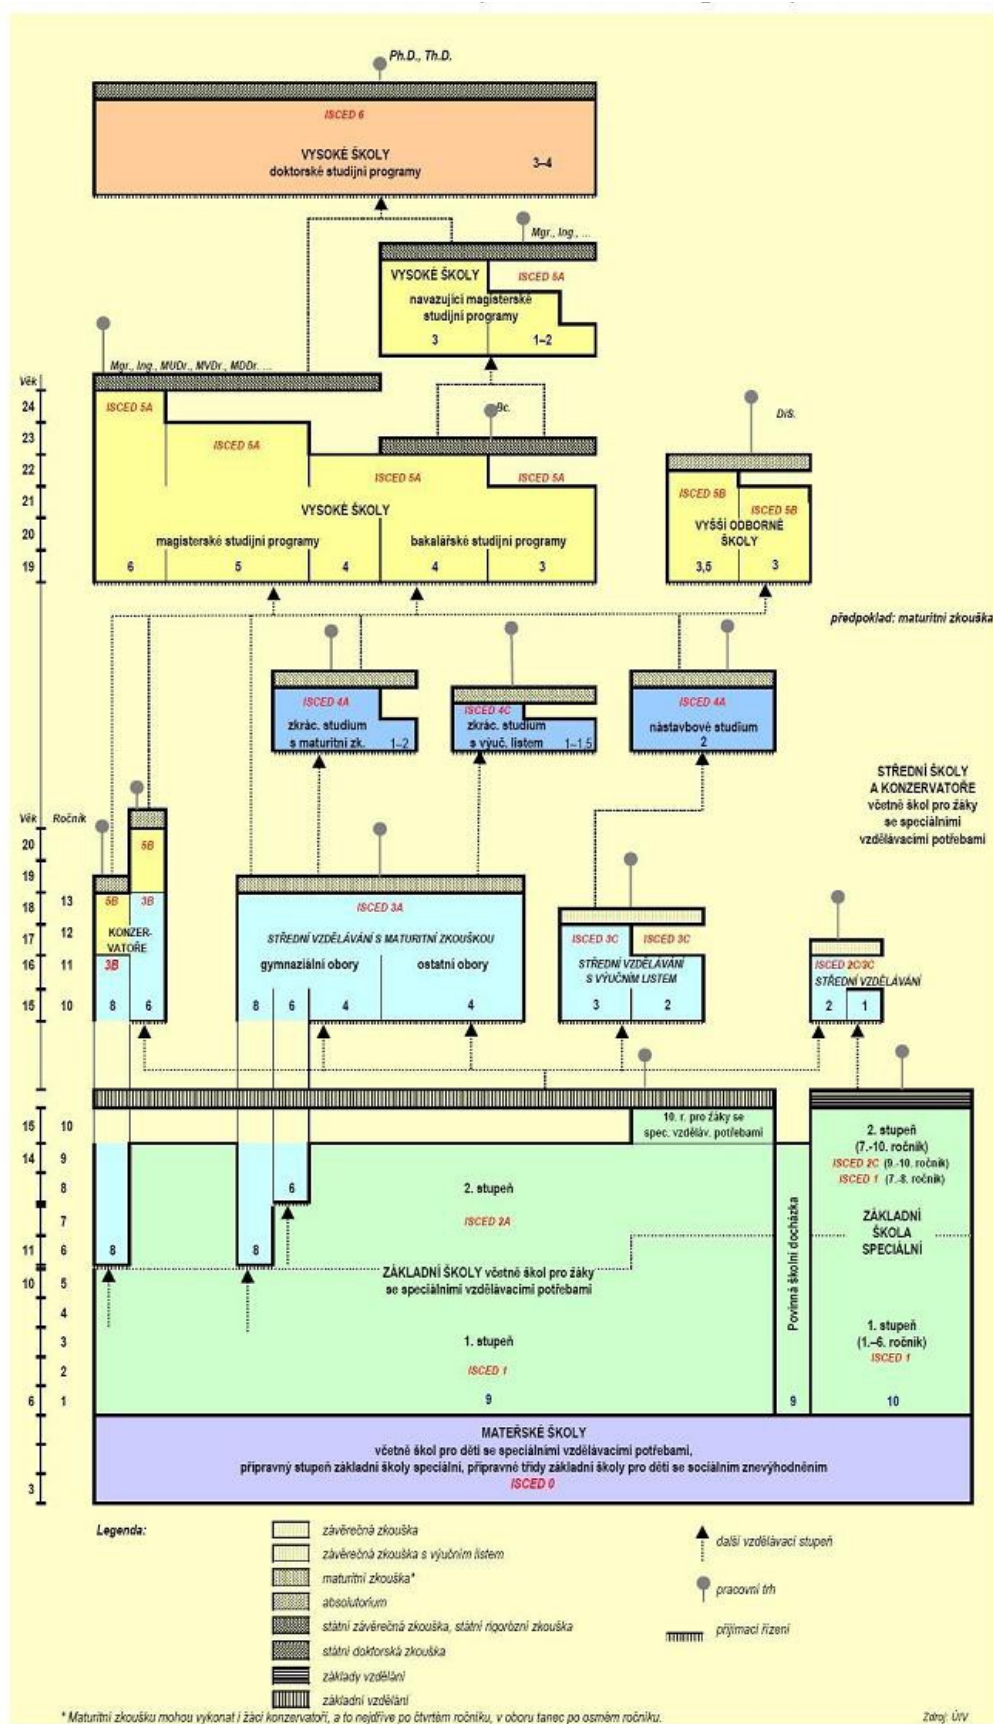 Ph.D., Th.D.
ISCED 6
VYSOKÉ ŠKOLY
doktorské studijní programy
3–4
Mgr., Ing., ...
VYSOKÉ ŠKOLY
ISCED 5A
navazující magisterské
studijní programy
3
1–2
Mgr., Ing., MUDr., MVDr., MDDr. ...
Bc.
DiS.
Věk
24
23
22
21
20
19
ISCED 5A
ISCED 5A
ISCED 5A
ISCED 5A
VYSOKÉ ŠKOLY
magisterské studijní programy
bakalářské studijní programy
6
5
4
4
3
ISCED 5B
ISCED 5B
VYŠŠÍ ODBORNÉ
ŠKOLY
3,5
3
předpoklad: maturitní zkouška
ISCED 4A
zkrác. studium
s maturitní zk.
1–2
ISCED 4C
zkrác. studium
s výuč. listem
1–1,5
ISCED 4A
nástavbové studium
2
STŘEDNÍ ŠKOLY
A KONZERVATOŘE
včetně škol pro žáky
se speciálními
vzdělávacími potřebami
Věk
Ročník
20
19
18
13
17
12
16
11
15
10
5B
5B
3B
KONZER-
VATOŘE
3B
8
6
ISCED 3A
STŘEDNÍ VZDĚLÁVÁNÍ S MATURITNÍ ZKOUŠKOU
gymnaziální obory
ostatní obory
8
6
4
4
ISCED 3C
ISCED 3C
STŘEDNÍ VZDĚLÁVÁNÍ
S VÝUČNÍM LISTEM
3
2
ISCED 2C/3C
STŘEDNÍ VZDĚLÁVÁNÍ
2
1
15
10
14
9
8
7
11
6
10
5
4
3
2
6
1
3
10. r. pro žáky se
spec. vzděláv. potřebami
8
8
6
2. stupeň
ISCED 2A
ZÁKLADNÍ ŠKOLY včetně škol pro žáky
se speciálními vzdělávacími potřebami
1. stupeň
ISCED 1
9
Povinná školní docházka
9
2. stupeň
(7.-10. ročník)
ISCED 2C (9.-10. ročník)
ISCED 1 (7.-8. ročník)
ZÁKLADNÍ
ŠKOLA
SPECIÁLNÍ
1. stupeň
(1.–6. ročník)
ISCED 1
10
MATEŘSKÉ ŠKOLY
včetně škol pro děti se speciálními vzdělávacími potřebami,
přípravný stupeň základní školy speciální, přípravné třídy základní školy pro děti se sociálním znevýhodněním
ISCED 0
Legenda:
závěrečná zkouška
závěrečná zkouška s výučním listem
maturitní zkouška*
absolutorium
státní závěrečná zkouška, státní rigorózní zkouška
státní doktorská zkouška
základy vzdělání
základní vzdělání
další vzdělávací stupeň
pracovní trh
přijímací řízení
* Maturitní zkoušku mohou vykonat i žáci konzervatoří, a to nejdříve po čtvrtém ročníku, v oboru tanec po osmém ročníku.
Zdroj: ÚIV